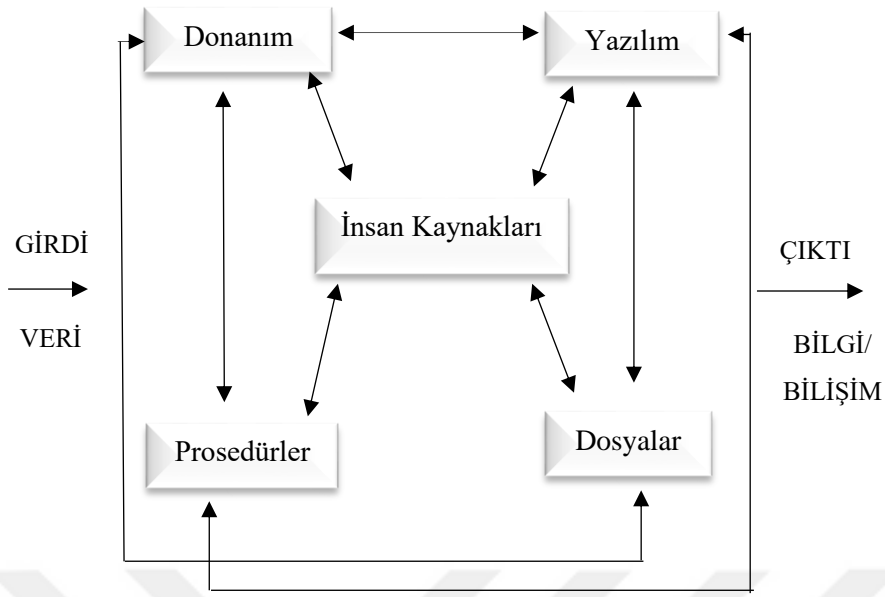 Donanım
Yazılım
İnsan Kaynakları
GİRDİ
VERİ
ÇIKTI
BİLGİ/
BİLİŞİM
Prosedürler
Dosyalar